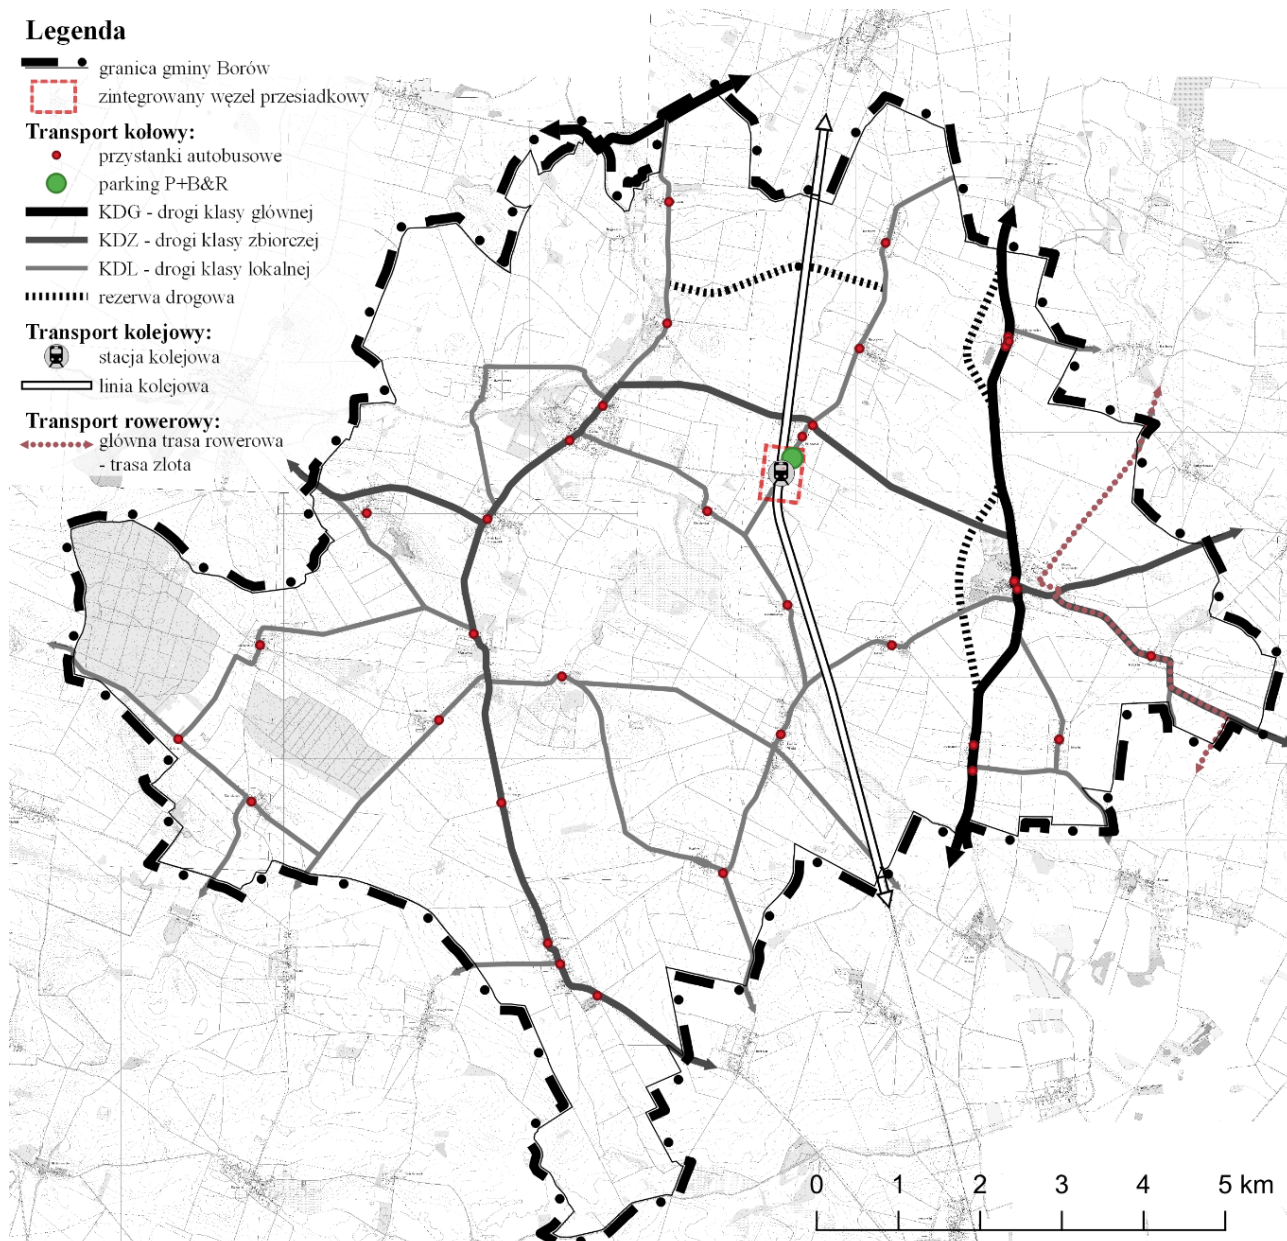 Legenda
granica gminy Borów
zintegrowany węzeł przesiadkowy
Transport kołowy:
przystanki autobusowe
parking P+B&R
KDG - drogi klasy głównej
KDZ - drogi klasy zbiorczej
KDL - drogi klasy lokalnej
rezerwa drogowa
Transport kolejowy:
stacja kolejowa
linia kolejowa
Transport rowerowy:
główna trasa rowerowa
- trasa złota
0 1 2 3 4 5 km